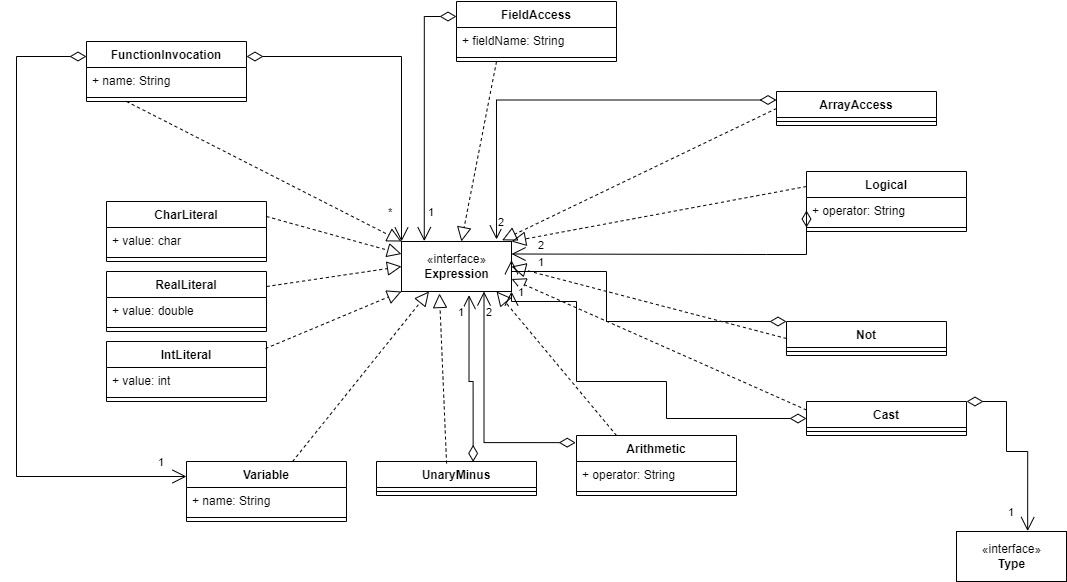 FieldAccess
+ fieldName: String
FunctionInvocation
+ name: String
ArrayAccess
Logical
+ operator: String
CharLiteral
+ value: char
RealLiteral
+ value: double
IntLiteral
+ value: int
*
1
2
«interface»
Expression
2
1
1
1
2
Not
Cast
Arithmetic
+ operator: String
1
Variable
+ name: String
UnaryMinus
1
«interface»
Type